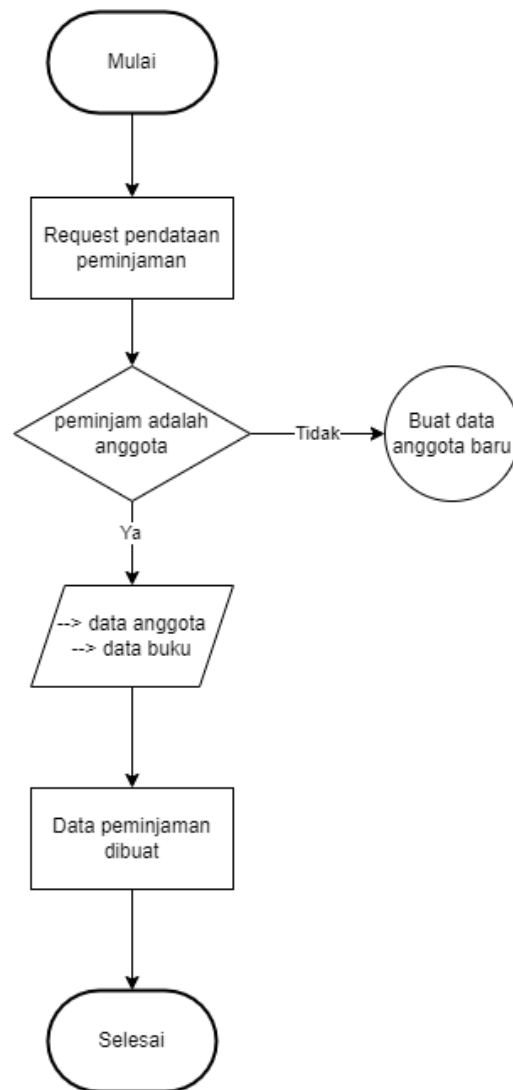 Mulai
Request pendataan
peminjaman
peminjam adalah
anggota
Tidak
Buat data
anggota baru
Ya
--> data anggota
--> data buku
Data peminjaman
dibuat
Selesai